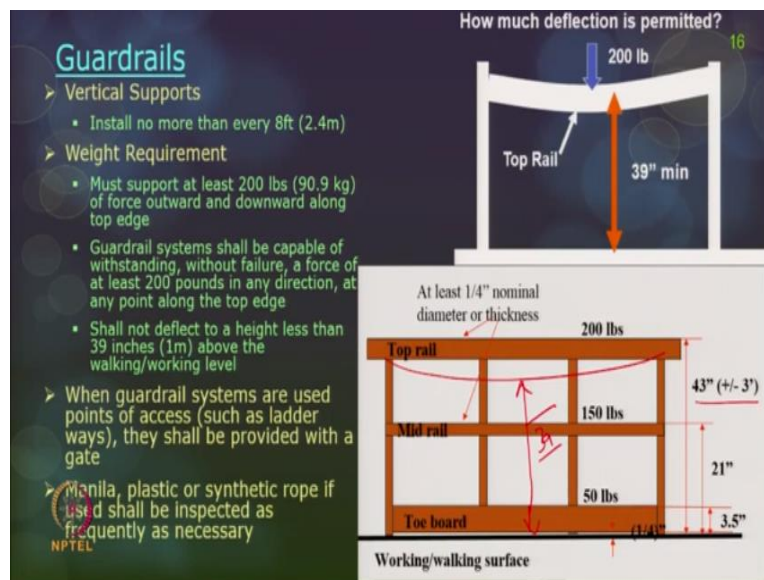 Guardrails
➢ Vertical Supports
▪ Install no more than every 8ft (2.4m)
➢ Weight Requirement
▪ Must support at least 200 lbs (90.9 kg)
of force outward and downward along
top edge
▪ Guardrail systems shall be capable of
withstanding, without failure, a force of
at least 200 pounds in any direction, at
any point along the top edge
▪ Shall not deflect to a height less than
39 inches (1m) above the
walking/working level
➢ When guardrail systems are used
points of access (such as ladder
ways), they shall be provided with a
gate
➢ Manila, plastic or synthetic rope if
used shall be inspected as
frequently as necessary
NPTEL
How much deflection is permitted?
16
200 lb
Top Rail
39” min
At least 1/4” nominal
diameter or thickness
200 lbs
Top rail
43” (+/- 3’)
150 lbs
Mid rail
39
21”
50 lbs
Toe board
3.5”
(1/4)”
Working/walking surface